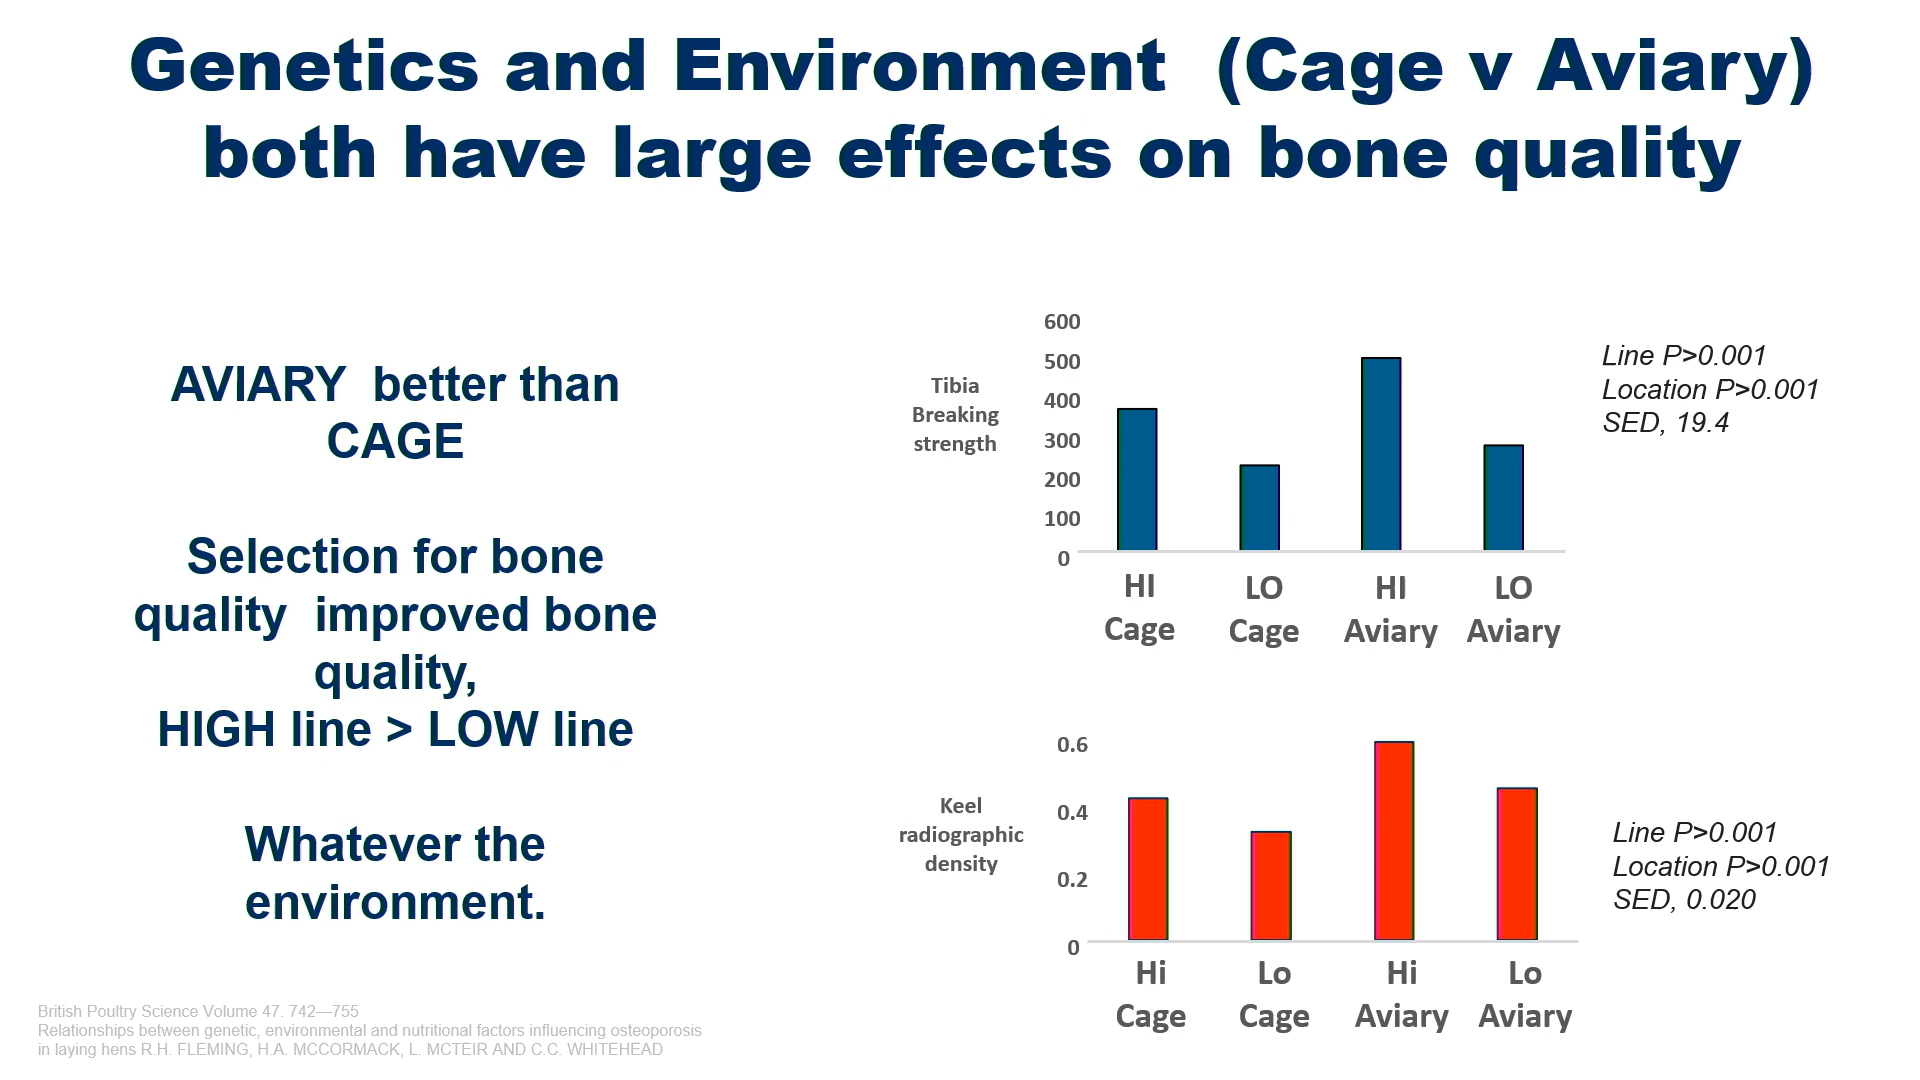 Genetics and Environment  (Cage v Aviary)
both have large effects on bone quality
AVIARY  better than
CAGE
Selection for bone
quality  improved bone
quality,
HIGH line > LOW line
Whatever the
environment.
Tibia
Breaking
strength
600
500
400
300
200
100
0
HI
Cage
LO
Cage
HI
Aviary
LO
Aviary
Line P>0.001
Location P>0.001
SED, 19.4
Keel
radiographic
density
0.6
0.4
0.2
0
Hi
Cage
Lo
Cage
Hi
Aviary
Lo
Aviary
Line P>0.001
Location P>0.001
SED, 0.020
British Poultry Science Volume 47. 742—755
Relationships between genetic, environmental and nutritional factors influencing osteoporosis
in laying hens R.H. FLEMING, H.A. MCCORMACK, L. MCTEIR AND C.C. WHITEHEAD